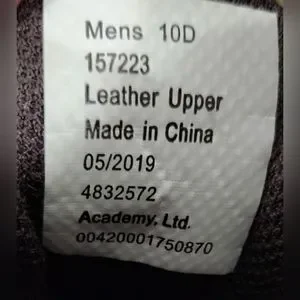 Mens 10D
157223
Leather Upper
Made in China
05/2019
4832572
Academy, Ltd.
00420001750870